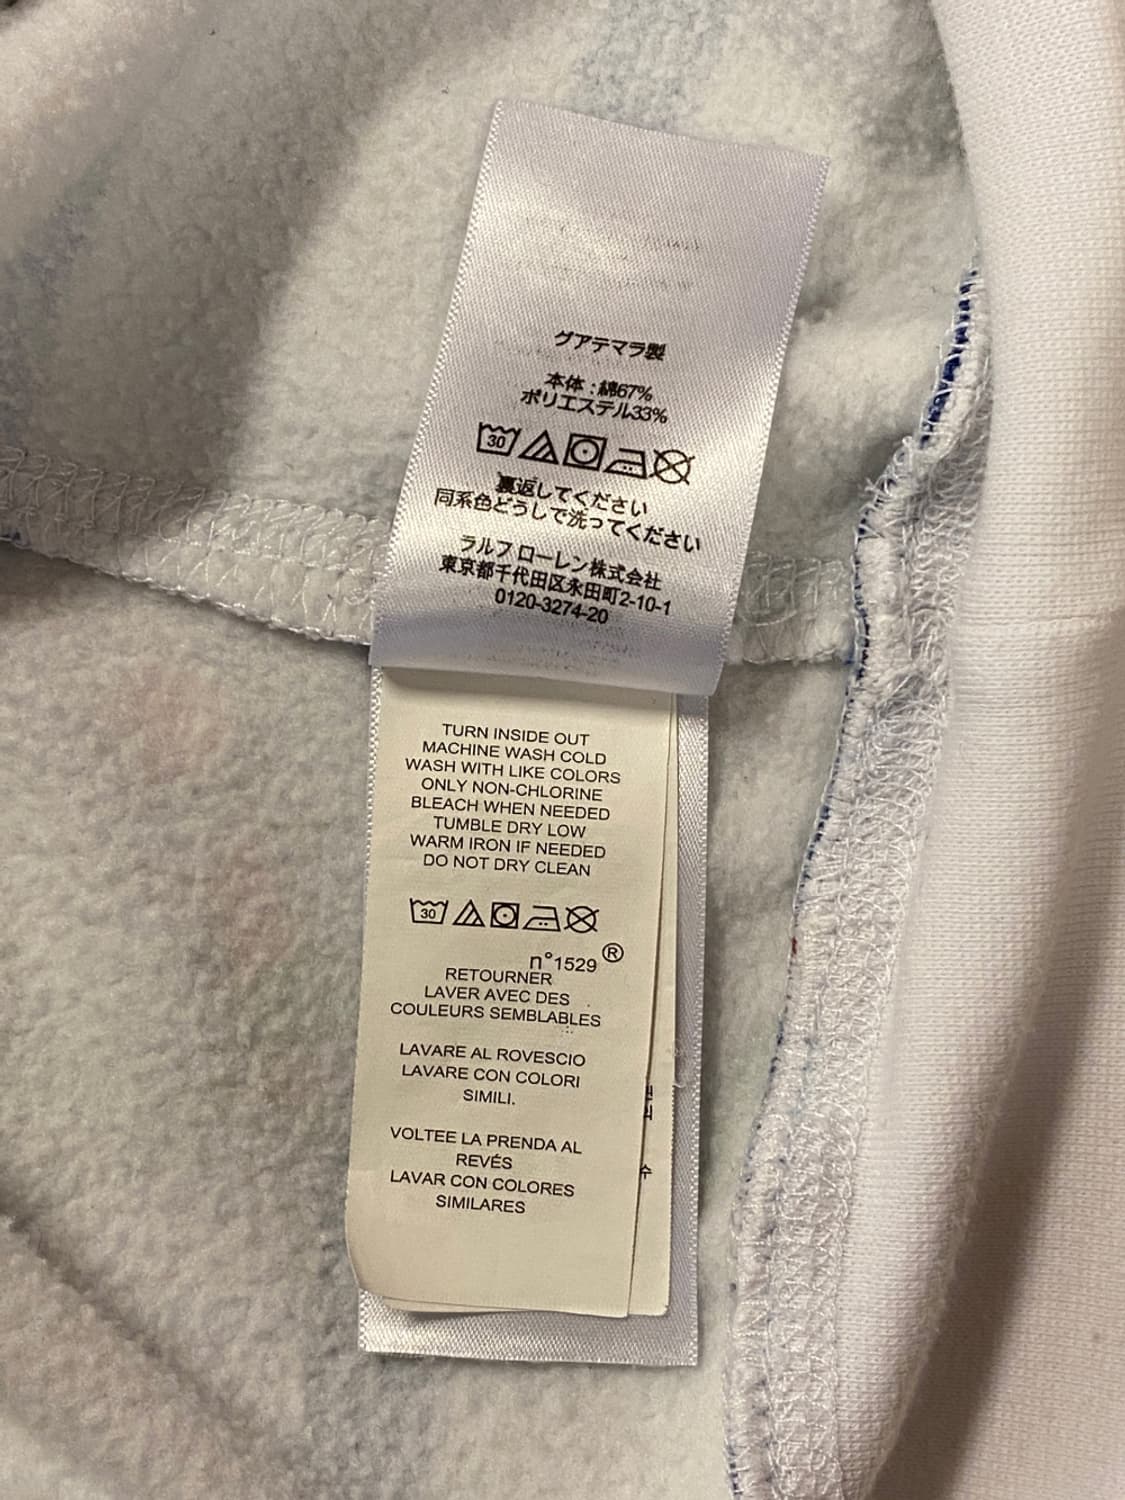 グアテマラ製
本体：綿67%
ポリエステル33%
30
裏返してください
同系色どうしで洗ってください
ラルフ ローレン株式会社
東京都千代田区永田町2-10-1
0120-3274-20
TURN INSIDE OUT
MACHINE WASH COLD
WASH WITH LIKE COLORS
ONLY NON-CHLORINE
BLEACH WHEN NEEDED
TUMBLE DRY LOW
WARM IRON IF NEEDED
DO NOT DRY CLEAN
30
n°1529 ®
RETOURNER
LAVER AVEC DES
COULEURS SEMBLABLES
LAVARE AL ROVESCIO
LAVARE CON COLORI
SIMILI.
VOLTEE LA PRENDA AL
REVÉS
LAVAR CON COLORES
SIMILARES
수